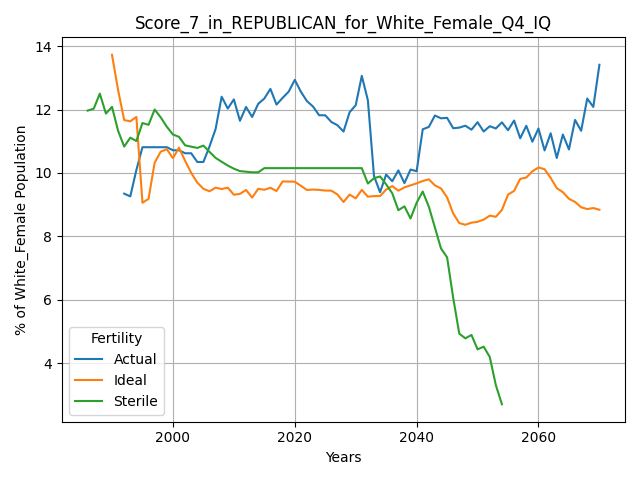 Score_7_in_REPUBLICAN_for_White_Female_Q4_IQ
% of White_Female Population
14
12
10
8
6
4
Fertility
Actual
Ideal
Sterile
2000
2020
2040
2060
Years